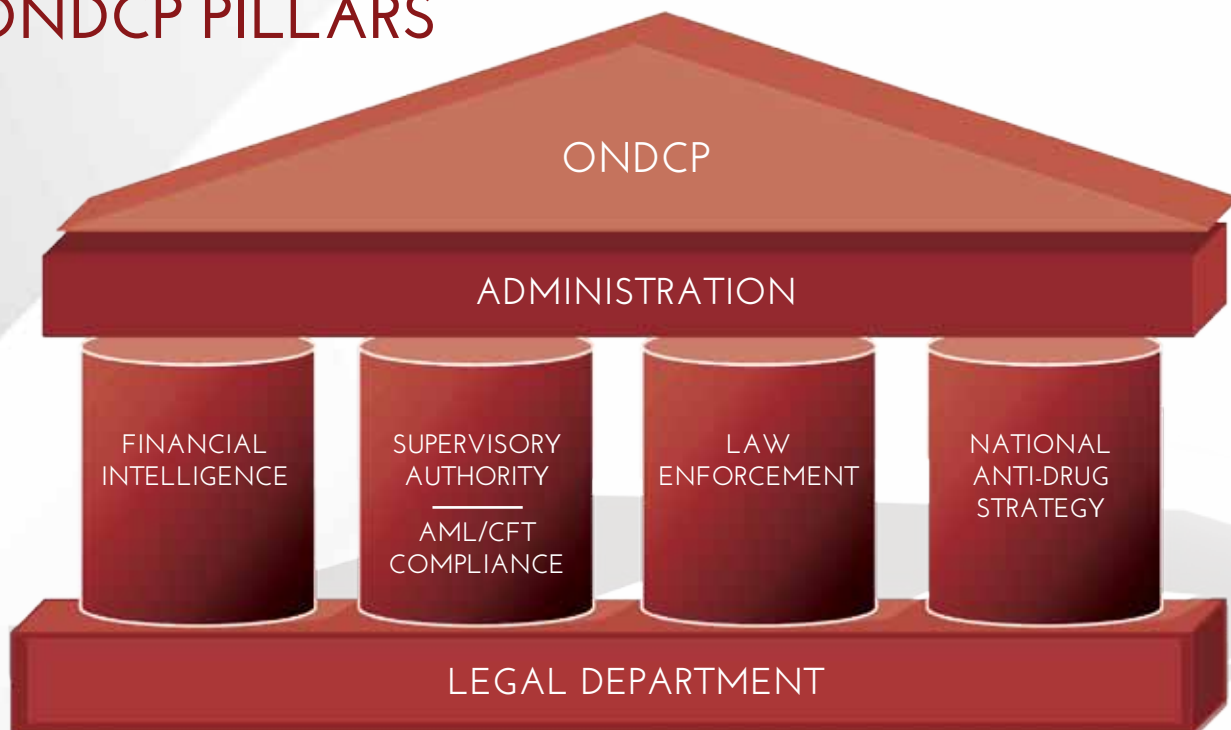 ONDCP PILLARS
ONDCP
ADMINISTRATION
FINANCIAL
INTELLIGENCE
SUPERVISORY
AUTHORITY
AML/CFT
COMPLIANCE
LAW
ENFORCEMENT
NATIONAL
ANTI-DRUG
STRATEGY
LEGAL DEPARTMENT